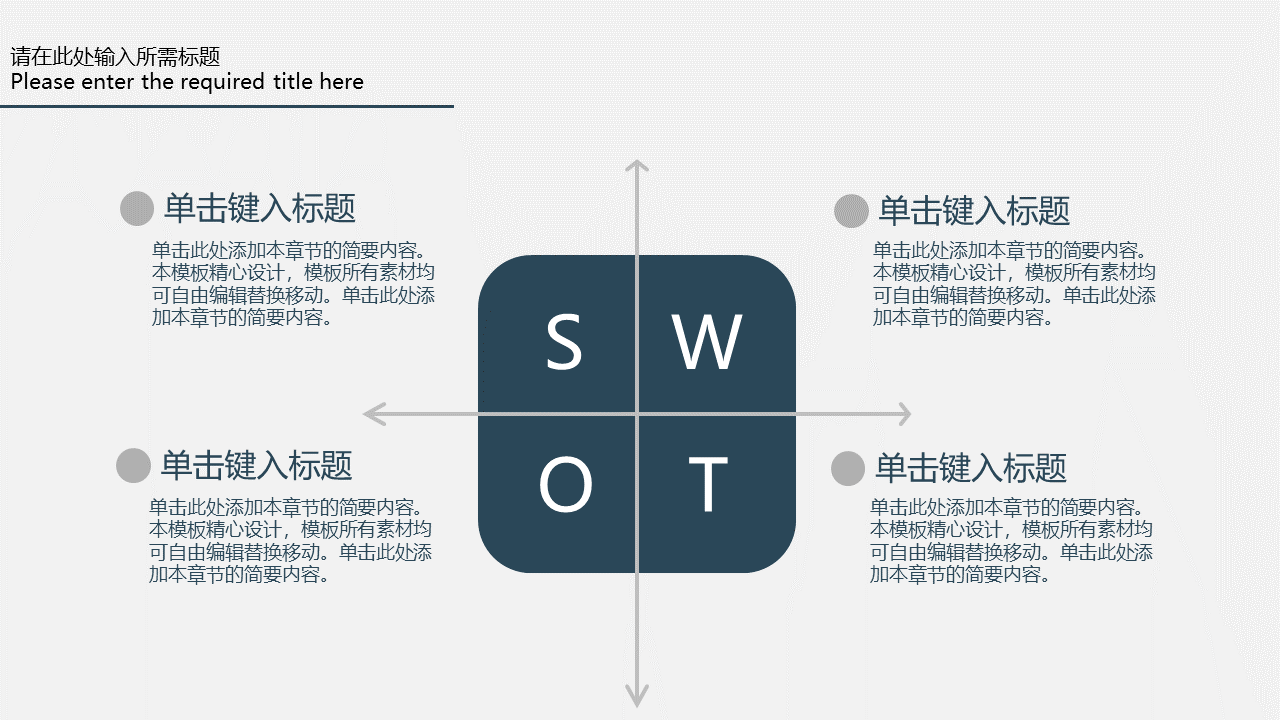 请在此处输入所需标题
Please enter the required title here
单击键入标题
单击此处添加本章节的简要内容。
本模板精心设计，模板所有素材均
可自由编辑替换移动。单击此处添
加本章节的简要内容。
单击键入标题
单击此处添加本章节的简要内容。
本模板精心设计，模板所有素材均
可自由编辑替换移动。单击此处添
加本章节的简要内容。
S W
O T
单击键入标题
单击此处添加本章节的简要内容。
本模板精心设计，模板所有素材均
可自由编辑替换移动。单击此处添
加本章节的简要内容。
单击键入标题
单击此处添加本章节的简要内容。
本模板精心设计，模板所有素材均
可自由编辑替换移动。单击此处添
加本章节的简要内容。